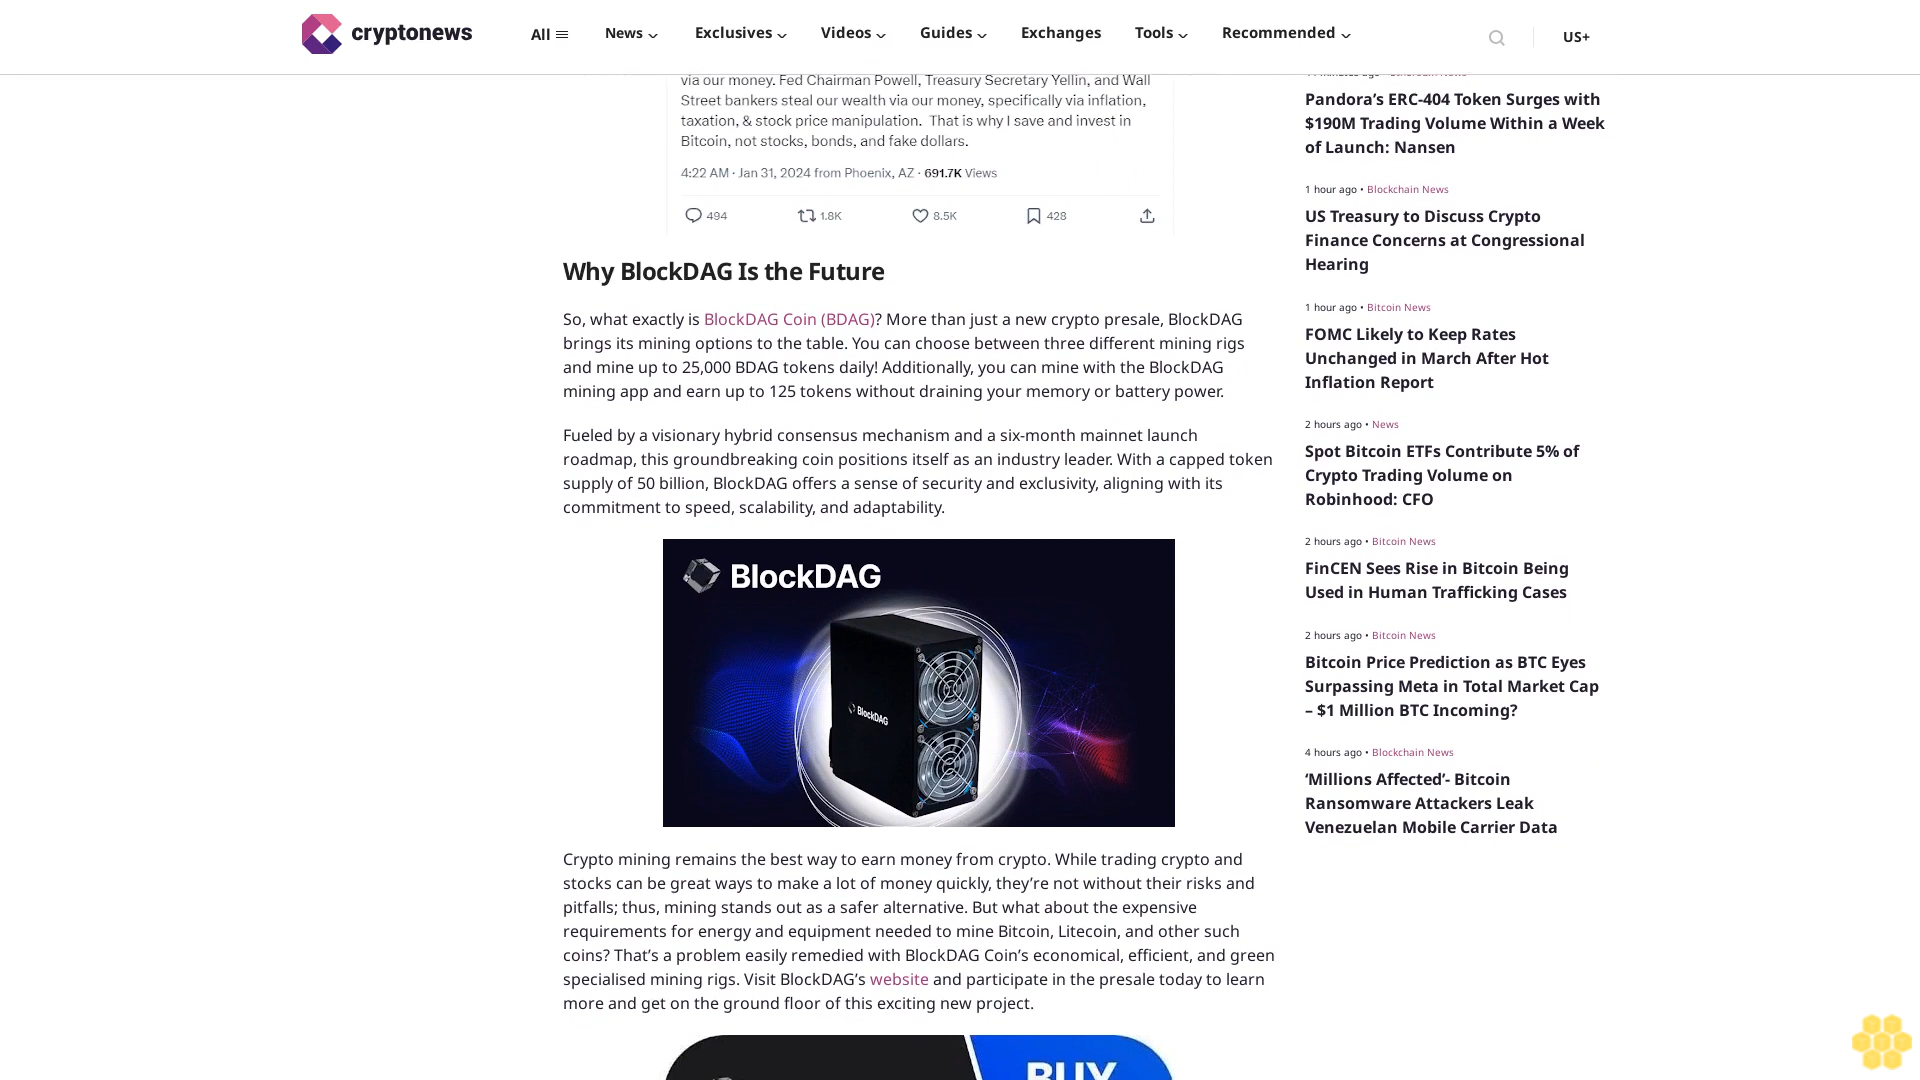 cryptonews
All
News
Exclusives
Videos
Guides
Exchanges
Tools
Recommended
US+
via our money. Fed Chairman Powell, Treasury Secretary Yellin, and Wall
Street bankers steal our wealth via our money, specifically via inflation,
taxation, & stock price manipulation. That is why I save and invest in
Bitcoin, not stocks, bonds, and fake dollars.
4:22 AM · Jan 31, 2024 from Phoenix, AZ · 691.7K Views
494
1.8K
8.5K
428
Why BlockDAG Is the Future
So, what exactly is BlockDAG Coin (BDAG)? More than just a new crypto presale, BlockDAG
brings its mining options to the table. You can choose between three different mining rigs
and mine up to 25,000 BDAG tokens daily! Additionally, you can mine with the BlockDAG
mining app and earn up to 125 tokens without draining your memory or battery power.
Fueled by a visionary hybrid consensus mechanism and a six-month mainnet launch
roadmap, this groundbreaking coin positions itself as an industry leader. With a capped token
supply of 50 billion, BlockDAG offers a sense of security and exclusivity, aligning with its
commitment to speed, scalability, and adaptability.
BlockDAG
BlockDAG
Crypto mining remains the best way to earn money from crypto. While trading crypto and
stocks can be great ways to make a lot of money quickly, they’re not without their risks and
pitfalls; thus, mining stands out as a safer alternative. But what about the expensive
requirements for energy and equipment needed to mine Bitcoin, Litecoin, and other such
coins? That’s a problem easily remedied with BlockDAG Coin’s economical, efficient, and green
specialised mining rigs. Visit BlockDAG’s website and participate in the presale today to learn
more and get on the ground floor of this exciting new project.
BUY
Pandora’s ERC-404 Token Surges with
$190M Trading Volume Within a Week
of Launch: Nansen
1 hour ago • Blockchain News
US Treasury to Discuss Crypto
Finance Concerns at Congressional
Hearing
1 hour ago • Bitcoin News
FOMC Likely to Keep Rates
Unchanged in March After Hot
Inflation Report
2 hours ago • News
Spot Bitcoin ETFs Contribute 5% of
Crypto Trading Volume on
Robinhood: CFO
2 hours ago • Bitcoin News
FinCEN Sees Rise in Bitcoin Being
Used in Human Trafficking Cases
2 hours ago • Bitcoin News
Bitcoin Price Prediction as BTC Eyes
Surpassing Meta in Total Market Cap
– $1 Million BTC Incoming?
4 hours ago • Blockchain News
‘Millions Affected’- Bitcoin
Ransomware Attackers Leak
Venezuelan Mobile Carrier Data